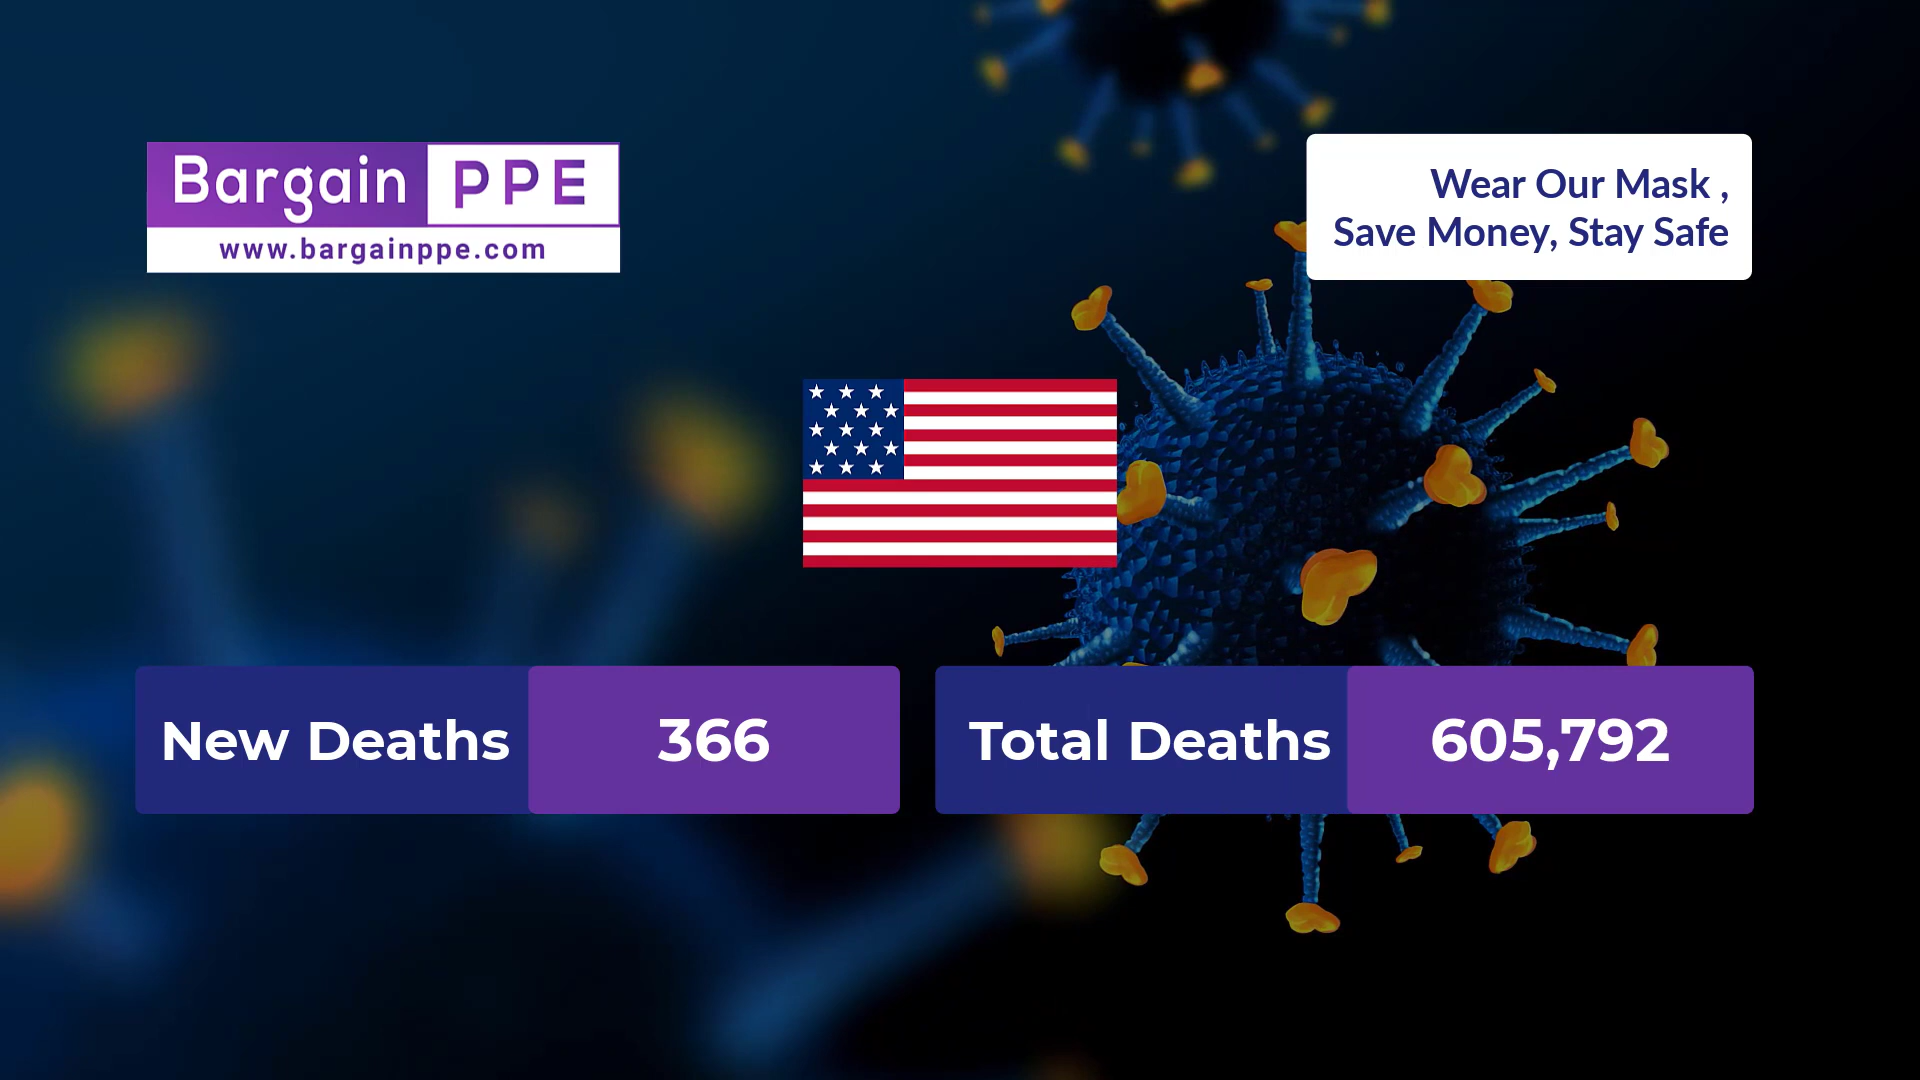 Bargain PPE
www.bargainppe.com
Wear Our Mask ,
Save Money, Stay Safe
New Deaths 366
Total Deaths 605,792